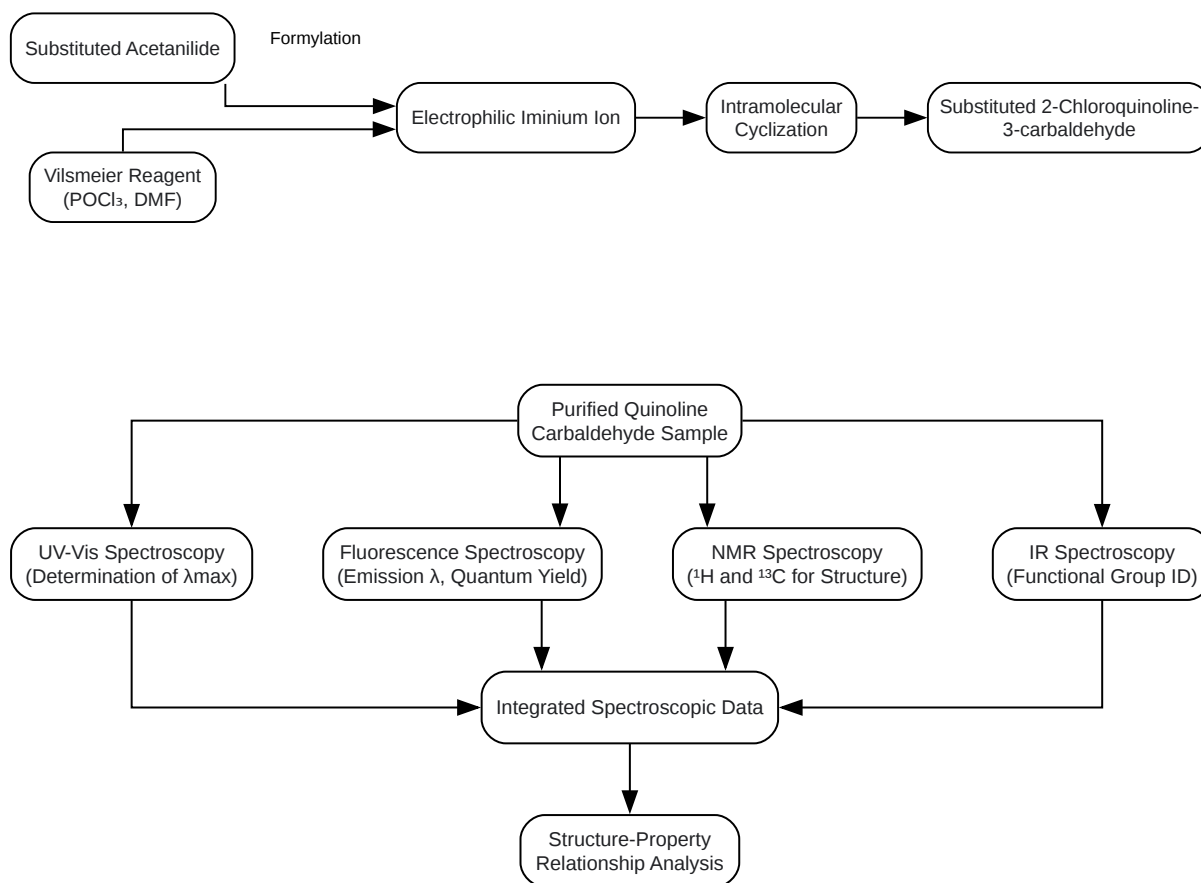 Substituted Acetanilide
Formylation
Electrophilic Iminium Ion
Intramolecular
Cyclization
Substituted 2-Chloroquinoline-
3-carbaldehyde
Vilsmeier Reagent
(POCl₃, DMF)
Purified Quinoline
Carbaldehyde Sample
UV-Vis Spectroscopy
(Determination of λmax)
Fluorescence Spectroscopy
(Emission λ, Quantum Yield)
NMR Spectroscopy
(¹H and ¹³C for Structure)
IR Spectroscopy
(Functional Group ID)
Integrated Spectroscopic Data
Structure-Property
Relationship Analysis